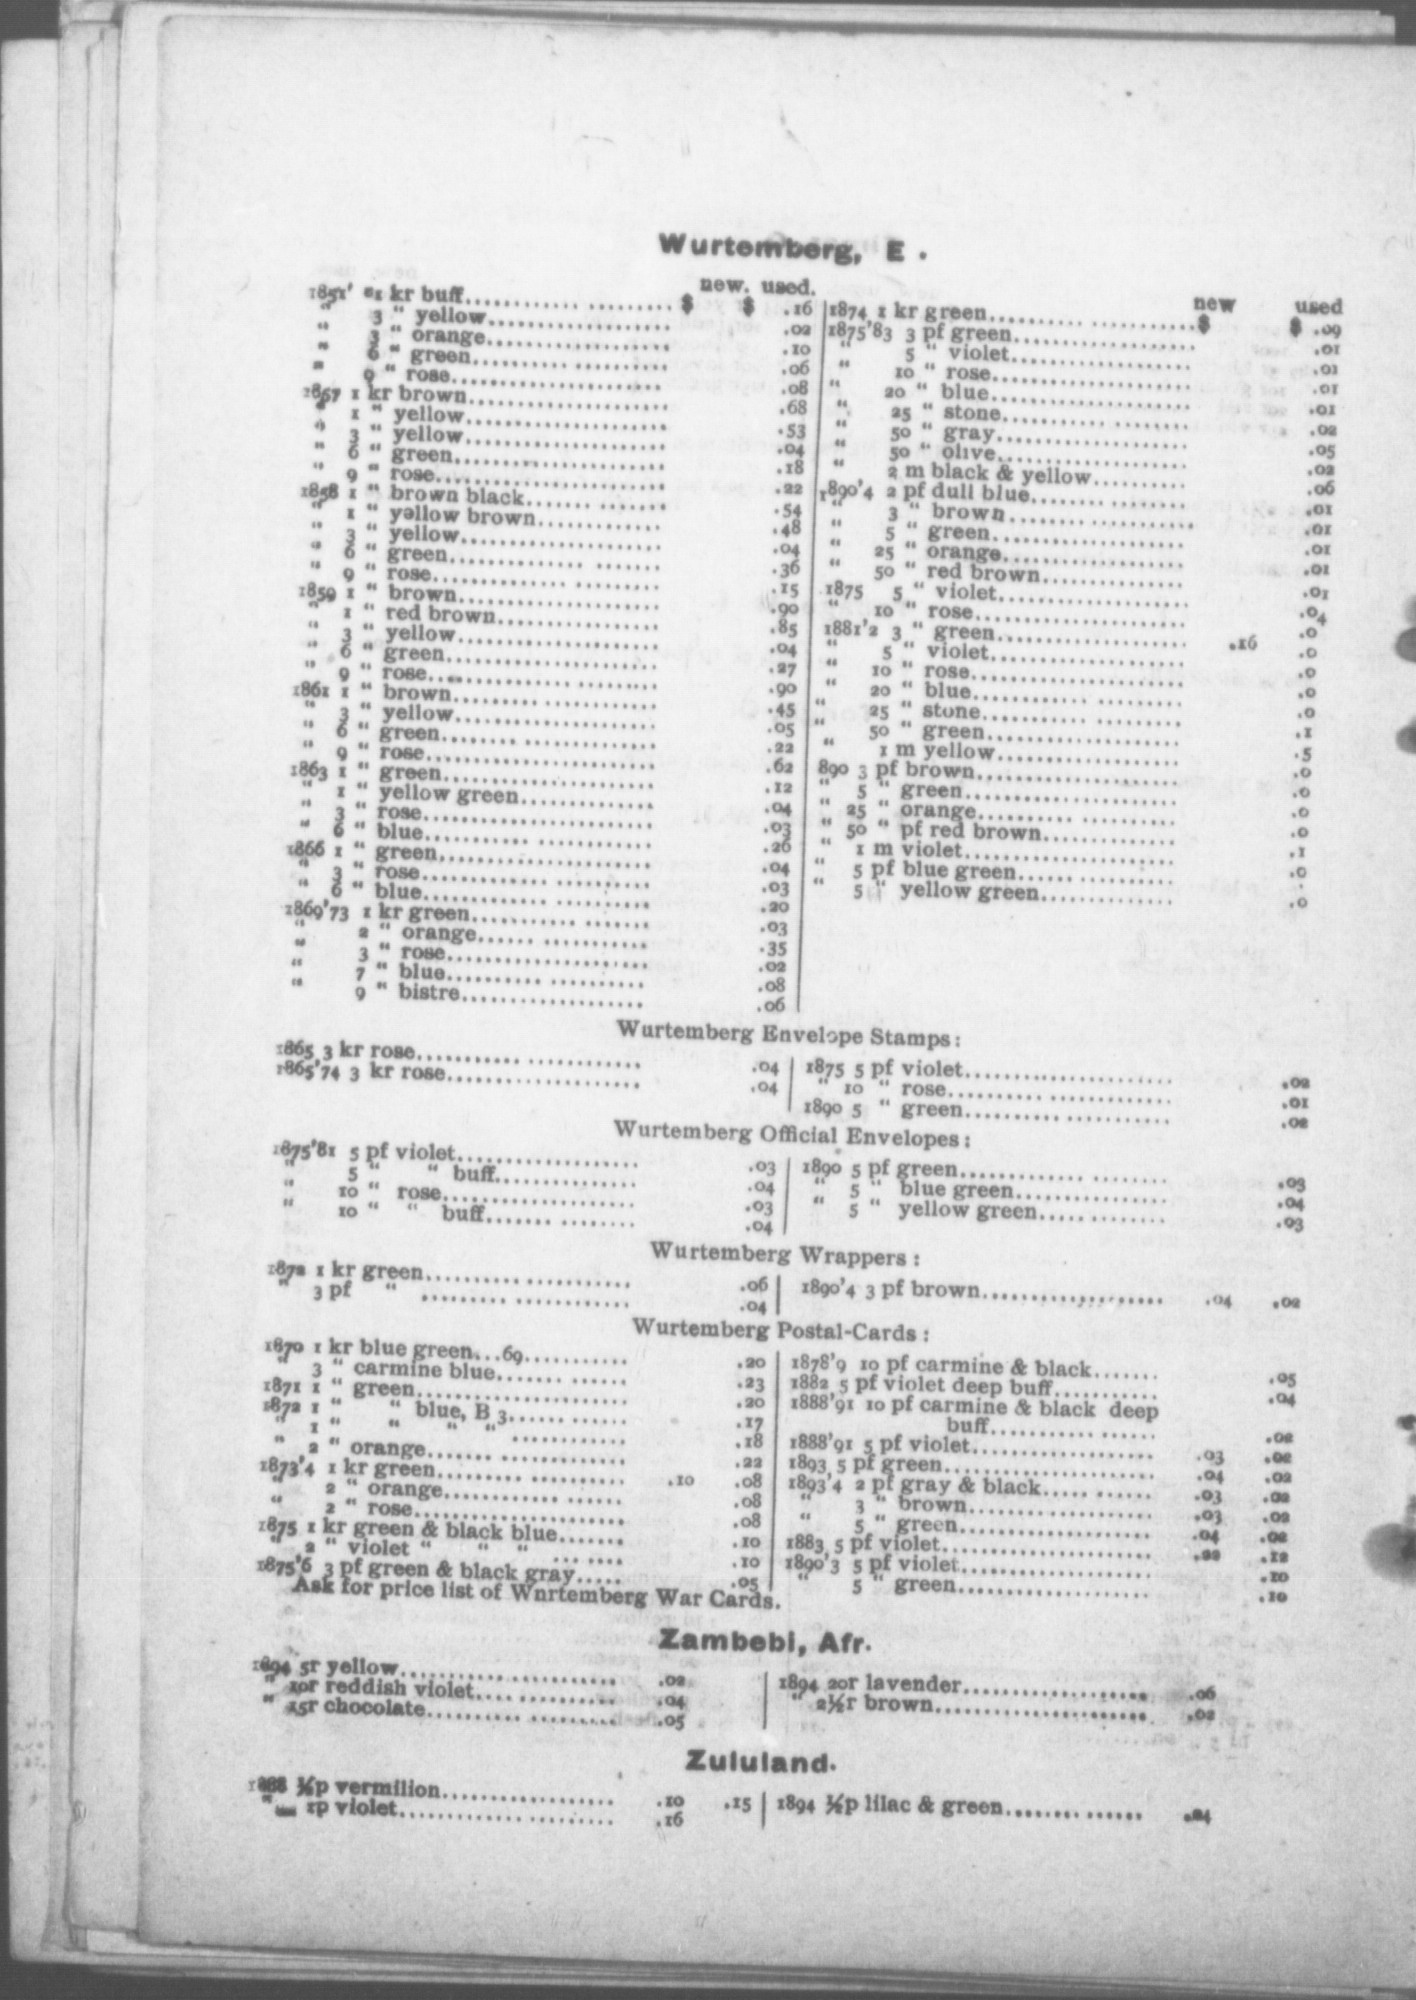 Wurtemberg, E .
new. used.
1851' 61 kr buff.................... $ $ .16
" 3 " yellow.................... .02
" 3 " orange.................... .10
" 6 " green.................... .06
" 9 " rose.................... .08
1857 1 kr brown.................... .68
" 1 " yellow.................... .53
" 3 " yellow.................... .04
" 6 " green.................... .18
" 9 " rose.................... .22
1858 1 " brown black.................... .54
" 1 " yellow brown.................... .48
" 3 " yellow.................... .04
" 6 " green.................... .36
" 9 " rose.................... .15
1859 1 " brown.................... .90
" 1 " red brown.................... .85
" 3 " yellow.................... .04
" 6 " green.................... .27
" 9 " rose.................... .90
1861 1 " brown.................... .45
" 3 " yellow.................... .05
" 6 " green.................... .22
" 9 " rose.................... .62
1863 1 " green.................... .12
" 1 " yellow green.................... .04
" 3 " rose.................... .03
" 6 " blue.................... .26
1866 1 " green.................... .04
" 3 " rose.................... .03
" 6 " blue.................... .20
1869'73 1 kr green.................... .03
" 2 " orange.................... .35
" 3 " rose.................... .02
" 7 " blue.................... .08
" 9 " bistre.................... .06
new used
1874 1 kr green.................... $ $ .09
1875'83 3 pf green.................... .01
" 5 " violet.................... .01
" 10 " rose.................... .01
" 20 " blue.................... .01
" 25 " stone.................... .02
" 50 " gray.................... .05
" 50 " olive.................... .02
" 2 m black & yellow.................... .06
1890'4 2 pf dull blue.................... .01
" 3 " brown.................... .01
" 5 " green.................... .01
" 25 " orange.................... .01
" 50 " red brown.................... .01
1875 5 " violet.................... .04
" 10 " rose.................... .0
1881'2 3 " green.................... .16 .0
" 5 " violet.................... .0
" 10 " rose.................... .0
" 20 " blue.................... .0
" 25 " stone.................... .1
" 50 " green.................... .5
" 1 m yellow.................... .0
890 3 pf brown.................... .0
" 5 " green.................... .0
" 25 " orange.................... .0
" 50 " pf red brown.................... .1
" 1 m violet.................... .0
" 5 pf blue green.................... .
" 5 " yellow green.................... .0
Wurtemberg Envelope Stamps:
1865 3 kr rose.................... .04
1865'74 3 kr rose.................... .04
1875 5 pf violet.................... .02
" 10 " rose.................... .01
1890 5 " green.................... .02
Wurtemberg Official Envelopes:
1875'81 5 pf violet.................... .03
" 5 " " buff.................... .04
" 10 " rose.................... .03
" 10 " " buff.................... .04
1890 5 pf green.................... .03
" 5 " blue green.................... .04
" 5 " yellow green.................... .03
Wurtemberg Wrappers :
1872 1 kr green.................... .06
" 3 pf " .................... .04
1890'4 3 pf brown.................... .04 .02
Wurtemberg Postal-Cards :
1870 1 kr blue green...69........... .20
" 3 " carmine blue............. .23
1871 1 " green.................... .20
1872 1 " " blue, B 3............ .17
" 1 " " " " ............ .18
" 2 " orange.................... .22
1873'4 1 kr green.................... .10 .08
" 2 " orange.................... .08
" 2 " rose.................... .08
1875 1 kr green & black blue....... .10
" 2 " violet " " " ... .... .10
1875'6 3 pf green & black gray..... .05
Ask for price list of Wnrtemberg War Cards.
1878'9 10 pf carmine & black....... .05
1882 5 pf violet deep buff........... .04
1888'91 10 pf carmine & black deep
buff.................... .02
1888'91 5 pf violet.................... .03 .02
1893 5 pf green.................... .04 .02
1893'4 2 pf gray & black............ .03 .02
" 3 " brown.................... .03 .02
" 5 " green.................... .04 .02
1883 5 pf violet.................... .12
1890'3 5 pf violet.................... .10
" 5 " green.................... .10
Zambebi, Afr.
1894 5r yellow.................... .02
" 10r reddish violet............... .04
" 15r chocolate.................... .05
1894 20r lavender.................... .06
" 2½r brown.................... .02
Zululand.
1888 ½p vermilion.................... .10 .15
" 1p violet.................... .16
1894 ½p lilac & green.............. .04